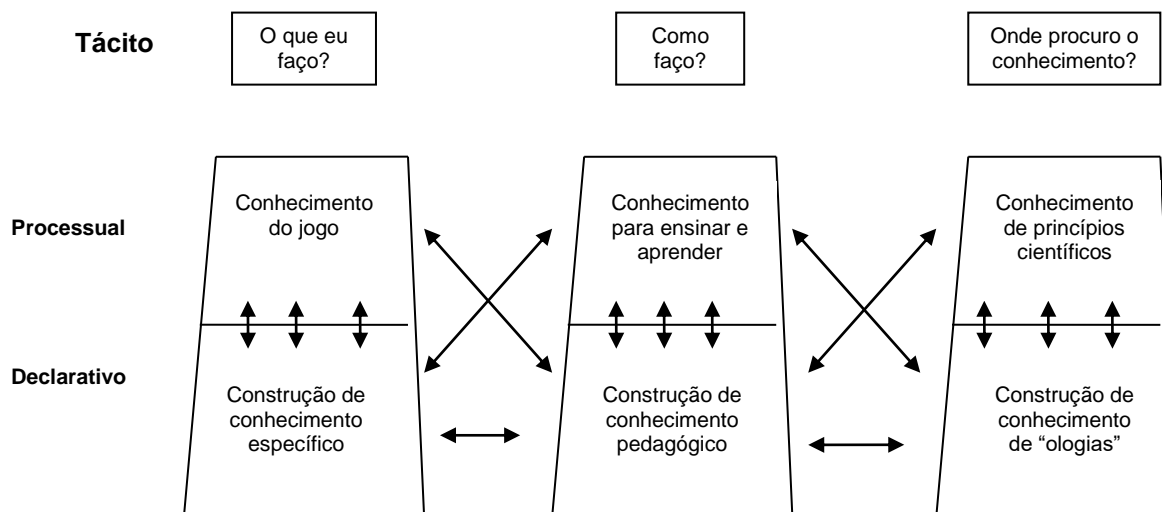 Tácito
O que eu
faço?
Como
faço?
Onde procuro o
conhecimento?
Processual
Conhecimento
do jogo
Conhecimento
para ensinar e
aprender
Conhecimento
de princípios
científicos
Declarativo
Construção de
conhecimento
específico
Construção de
conhecimento
pedagógico
Construção de
conhecimento
de “ologias”